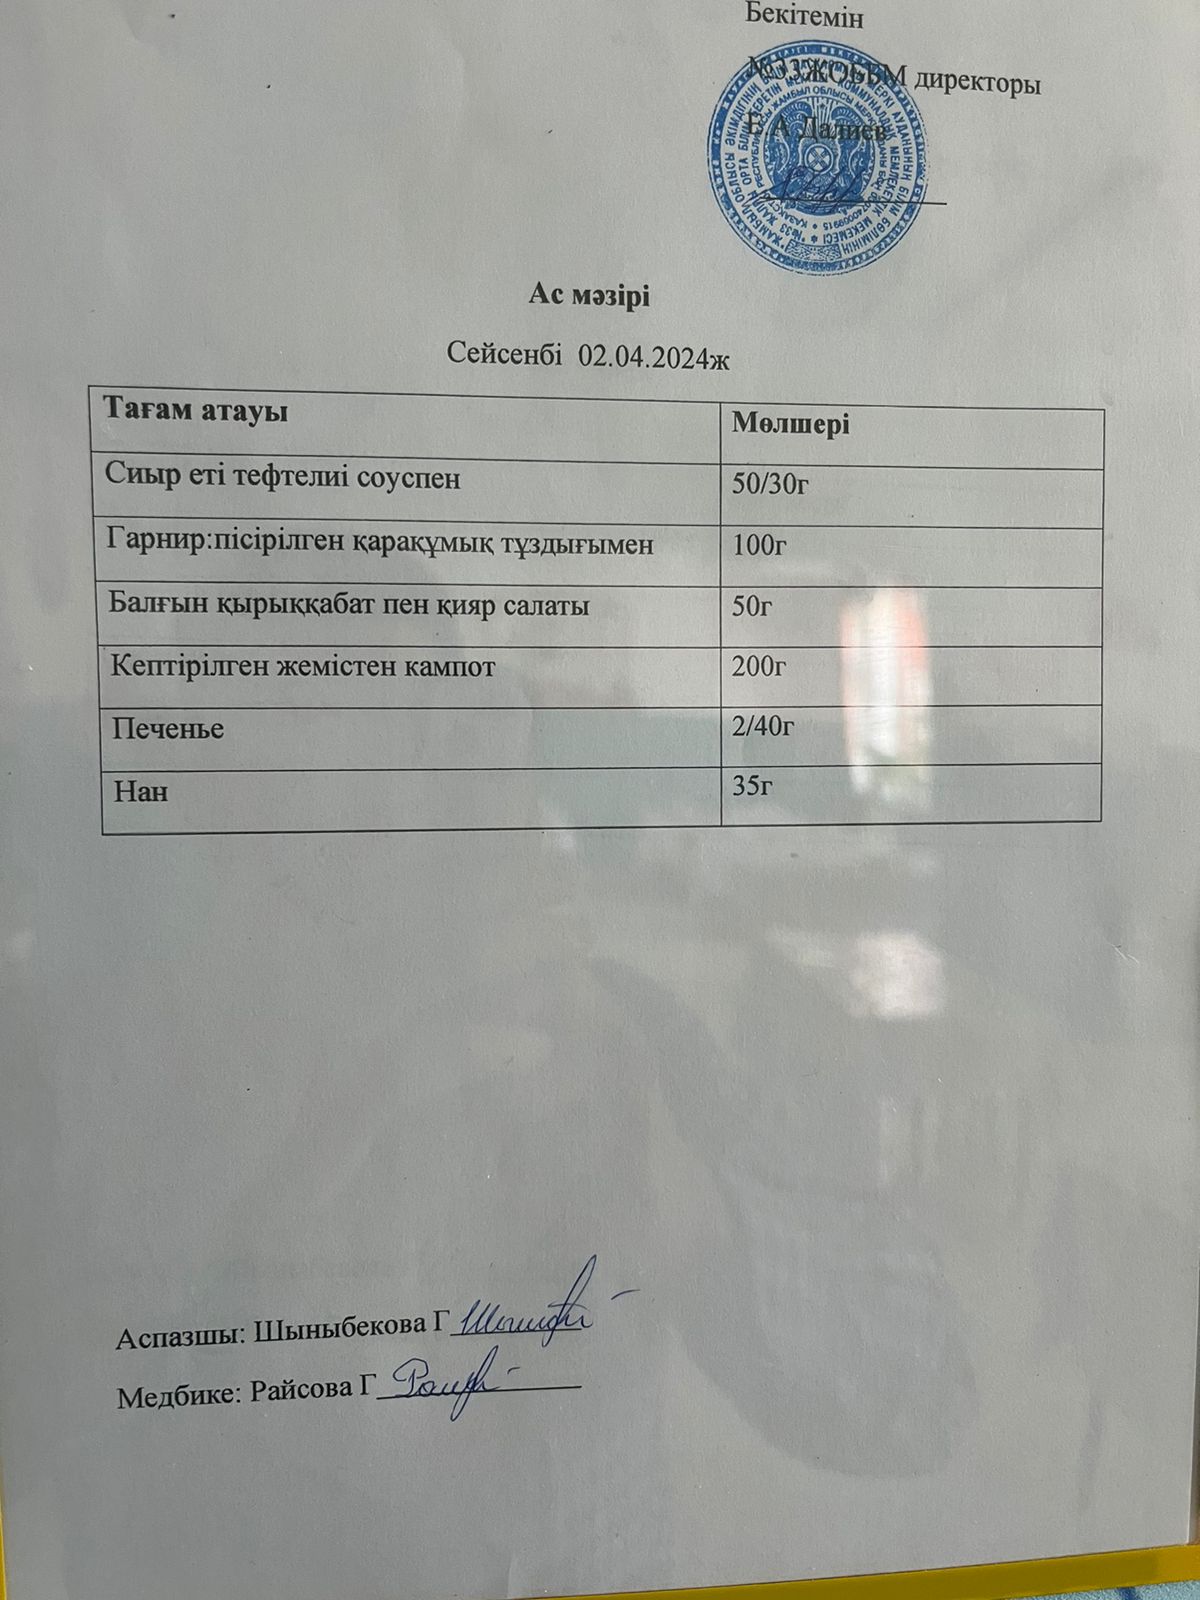 Бекітемін
№33ЖОББМ директоры
Е.А Далиев
Ас мәзірі
Сейсенбі 02.04.2024ж
Тағам атауы Мөлшері
Сиыр еті тефтелиі соуспен 50/30г
Гарнир:пісірілген қарақұмық тұздығымен 100г
Балғын қырыққабат пен қияр салаты 50г
Кептірілген жемістен кампот 200г
Печенье 2/40г
Нан 35г
Аспазшы: Шыныбекова Г
Медбике: Райсова Г